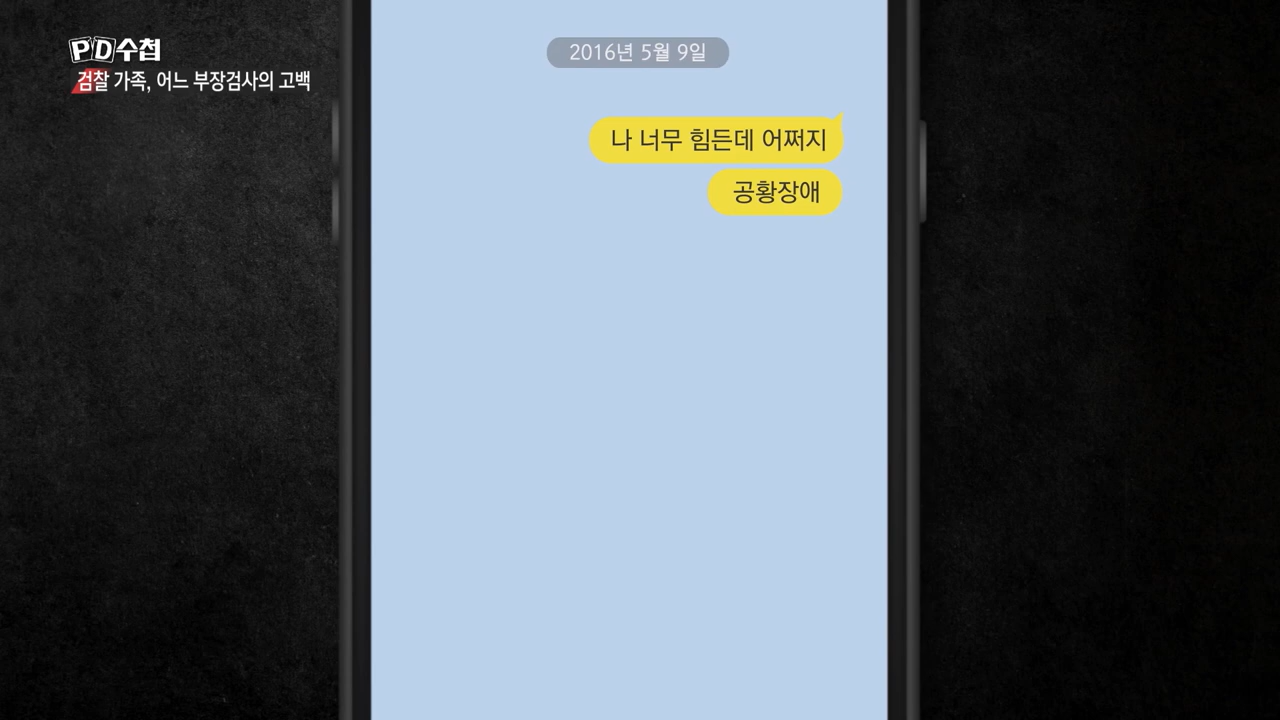 PD수첩
검찰 가족, 어느 부장검사의 고백
2016년 5월 9일
나 너무 힘든데 어쩌지
공황장애